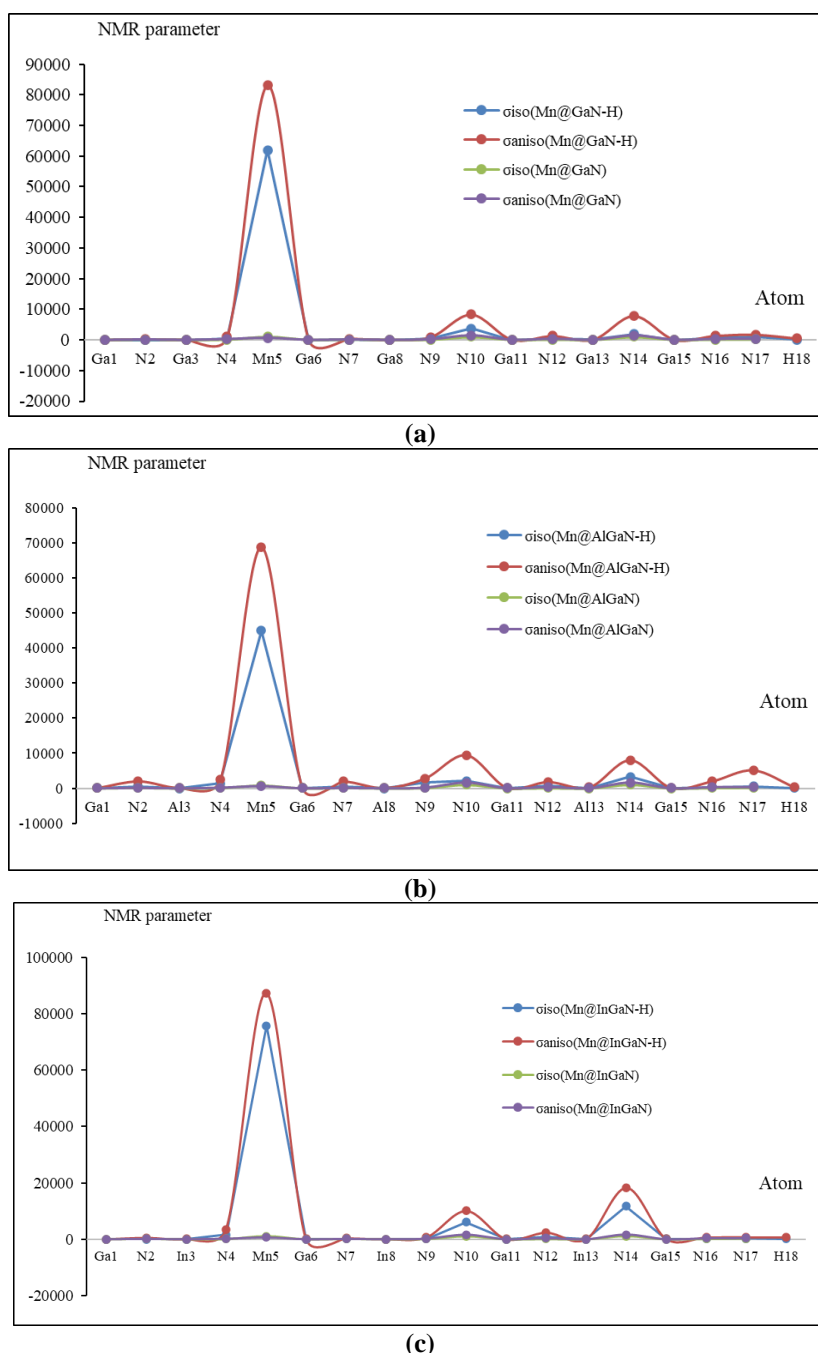 NMR parameter
90000
80000
70000
60000
50000
40000
30000
20000
10000
0
-10000
-20000
σiso(Mn@GaN-H)
σaniso(Mn@GaN-H)
σiso(Mn@GaN)
σaniso(Mn@GaN)
Atom
Ga1 N2 Ga3 N4 Mn5 Ga6 N7 Ga8 N9 N10 Ga11 N12 Ga13 N14 Ga15 N16 N17 H18
(a)
NMR parameter
80000
70000
60000
50000
40000
30000
20000
10000
0
-10000
σiso(Mn@AlGaN-H)
σaniso(Mn@AlGaN-H)
σiso(Mn@AlGaN)
σaniso(Mn@AlGaN)
Atom
Ga1 N2 Al3 N4 Mn5 Ga6 N7 Al8 N9 N10 Ga11 N12 Al13 N14 Ga15 N16 N17 H18
(b)
NMR parameter
100000
80000
60000
40000
20000
0
-20000
σiso(Mn@InGaN-H)
σaniso(Mn@InGaN-H)
σiso(Mn@InGaN)
σaniso(Mn@InGaN)
Atom
Ga1 N2 In3 N4 Mn5 Ga6 N7 In8 N9 N10 Ga11 N12 In13 N14 Ga15 N16 N17 H18
(c)